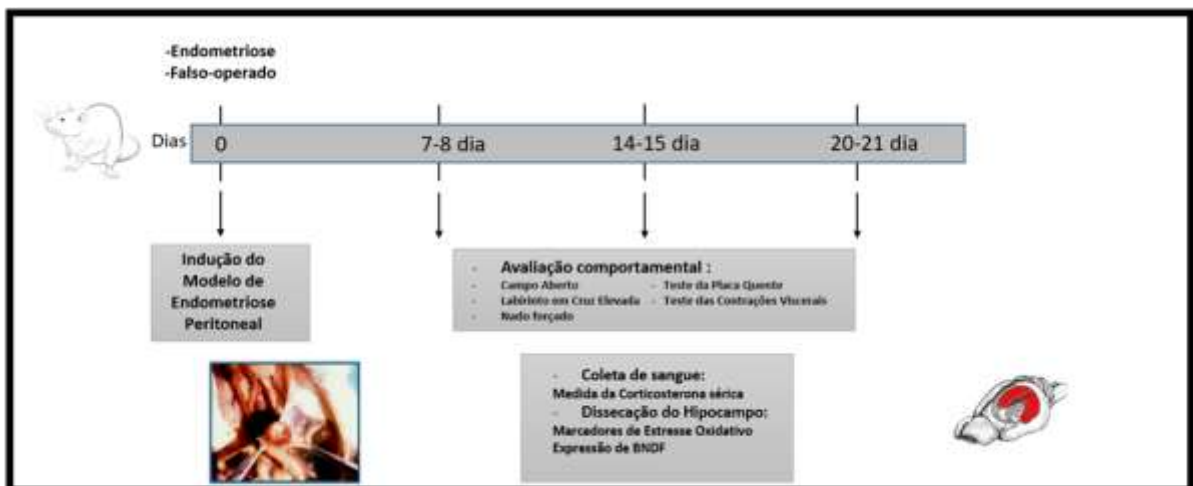 -Endometriose
-Falso-operado
Dias 0 7-8 dia 14-15 dia 20-21 dia
Indução do
Modelo de
Endometriose
Peritoneal
- Avaliação comportamental :
- Campo Aberto - Teste da Placa Quente
- Labirinto em Cruz Elevada - Teste das Contrações Viscerais
- Nado forçado
- Coleta de sangue:
Medida da Corticosterona sérica
- Dissecação do Hipocampo:
Marcadores de Estresse Oxidativo
Expressão de BNDF